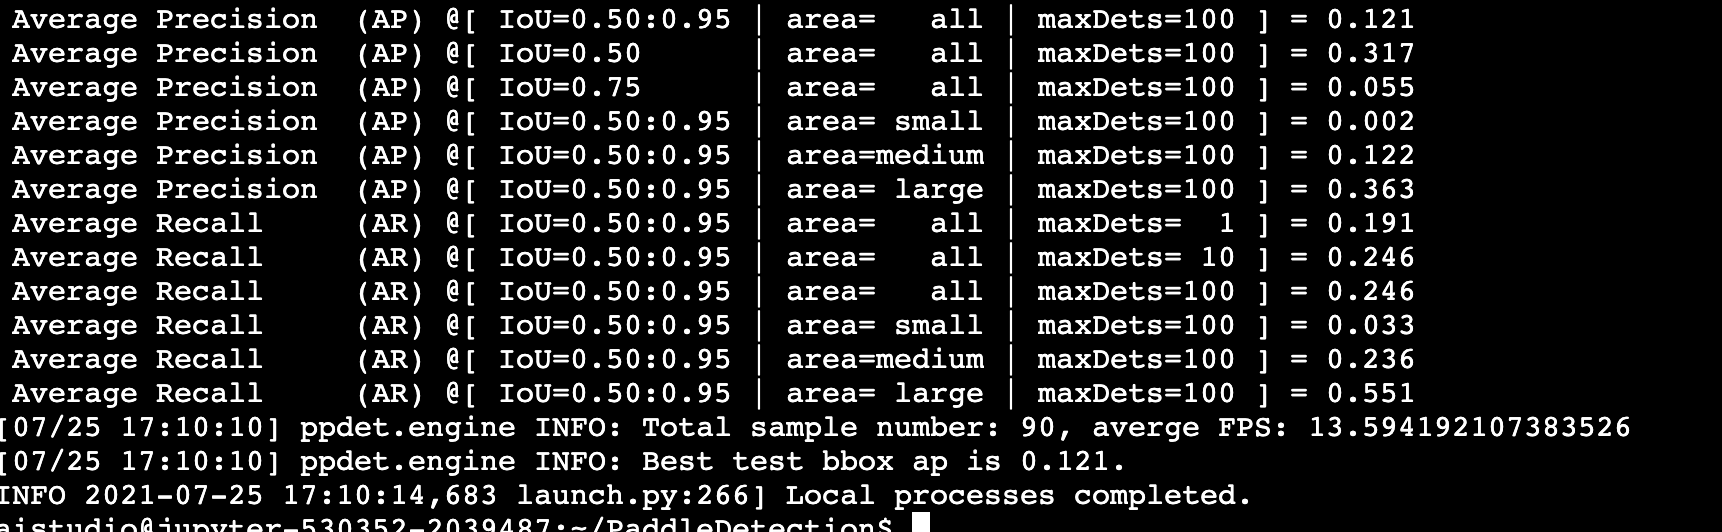 Average Precision  (AP) @[ IoU=0.50:0.95 | area=   all | maxDets=100 ] = 0.121
Average Precision  (AP) @[ IoU=0.50      | area=   all | maxDets=100 ] = 0.317
Average Precision  (AP) @[ IoU=0.75      | area=   all | maxDets=100 ] = 0.055
Average Precision  (AP) @[ IoU=0.50:0.95 | area= small | maxDets=100 ] = 0.002
Average Precision  (AP) @[ IoU=0.50:0.95 | area=medium | maxDets=100 ] = 0.122
Average Precision  (AP) @[ IoU=0.50:0.95 | area= large | maxDets=100 ] = 0.363
Average Recall     (AR) @[ IoU=0.50:0.95 | area=   all | maxDets=  1 ] = 0.191
Average Recall     (AR) @[ IoU=0.50:0.95 | area=   all | maxDets= 10 ] = 0.246
Average Recall     (AR) @[ IoU=0.50:0.95 | area=   all | maxDets=100 ] = 0.246
Average Recall     (AR) @[ IoU=0.50:0.95 | area= small | maxDets=100 ] = 0.033
Average Recall     (AR) @[ IoU=0.50:0.95 | area=medium | maxDets=100 ] = 0.236
Average Recall     (AR) @[ IoU=0.50:0.95 | area= large | maxDets=100 ] = 0.551
[07/25 17:10:10] ppdet.engine INFO: Total sample number: 90, averge FPS: 13.594192107383526
[07/25 17:10:10] ppdet.engine INFO: Best test bbox ap is 0.121.
INFO 2021-07-25 17:10:14,683 launch.py:266] Local processes completed.
aistudio@jupyter-530352-2039487:~/PaddleDetection$